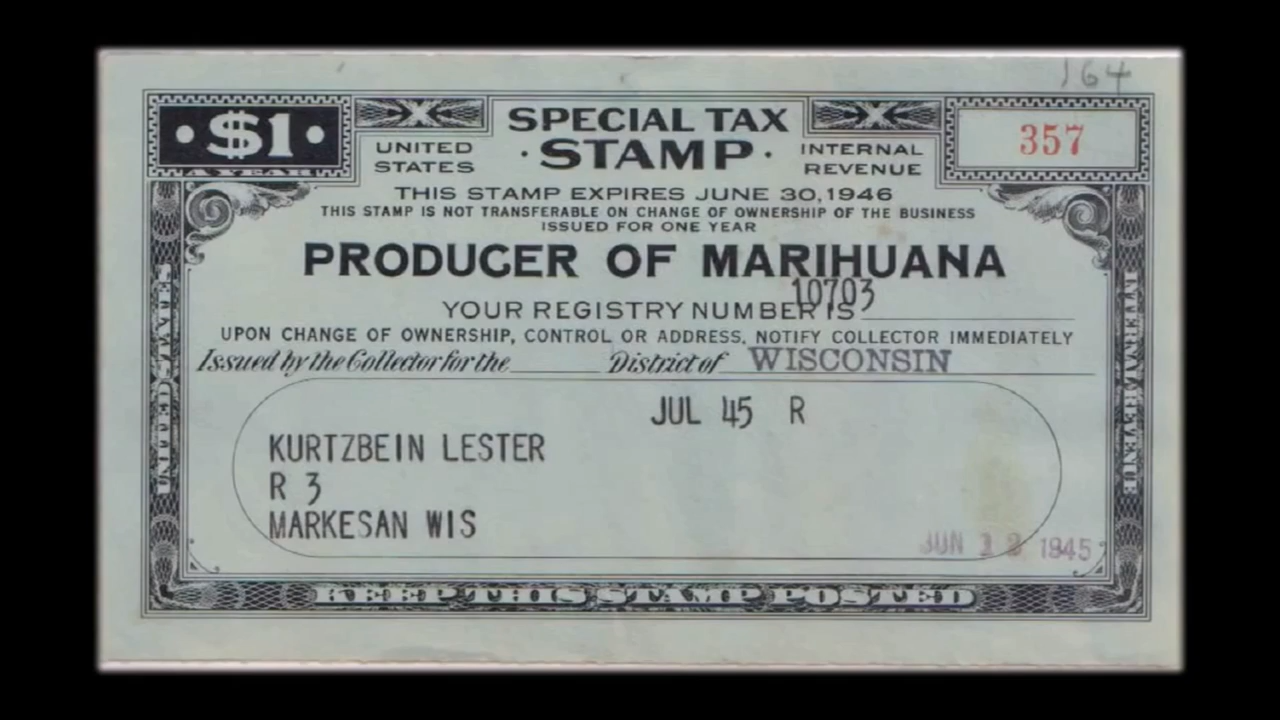 164
$1
A YEAR
UNITED STATES
SPECIAL TAX
STAMP
INTERNAL REVENUE
357
THIS STAMP EXPIRES JUNE 30, 1946
THIS STAMP IS NOT TRANSFERABLE ON CHANGE OF OWNERSHIP OF THE BUSINESS
ISSUED FOR ONE YEAR
PRODUCER OF MARIHUANA
YOUR REGISTRY NUMBER IS 10703
UPON CHANGE OF OWNERSHIP, CONTROL OR ADDRESS, NOTIFY COLLECTOR IMMEDIATELY
Issued by the Collector for the District of WISCONSIN
JUL 45 R
KURTZBEIN LESTER
R 3
MARKESAN WIS
JUN 1945
UNITED STATES
INTERNAL REVENUE
KEEP THIS STAMP POSTED